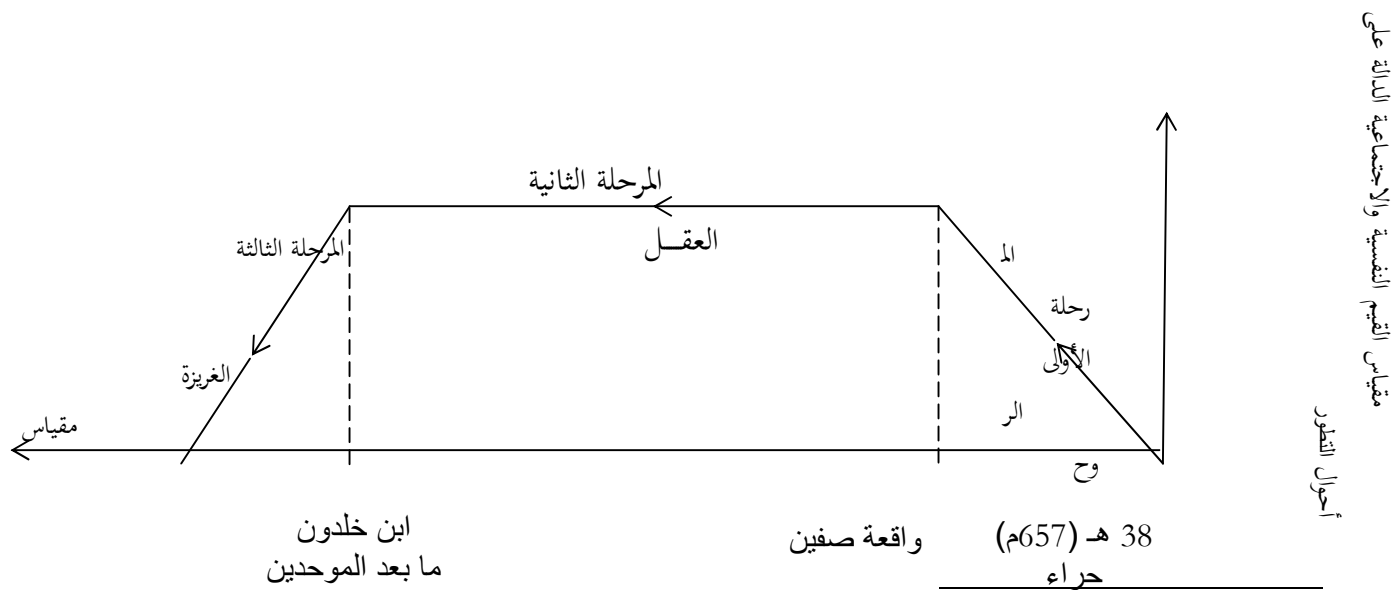 مقياس القيم النفسية والاجتماعية الدالة على
أحوال التطور
المرحلة الثانية
العقــل
المرحلة الثالثة
الغريزة
المـ
رحلة
الأولى
الر
وح
مقياس
38 هـ (657م)
حراء
واقعة صفين
ابن خلدون
ما بعد الموحدين